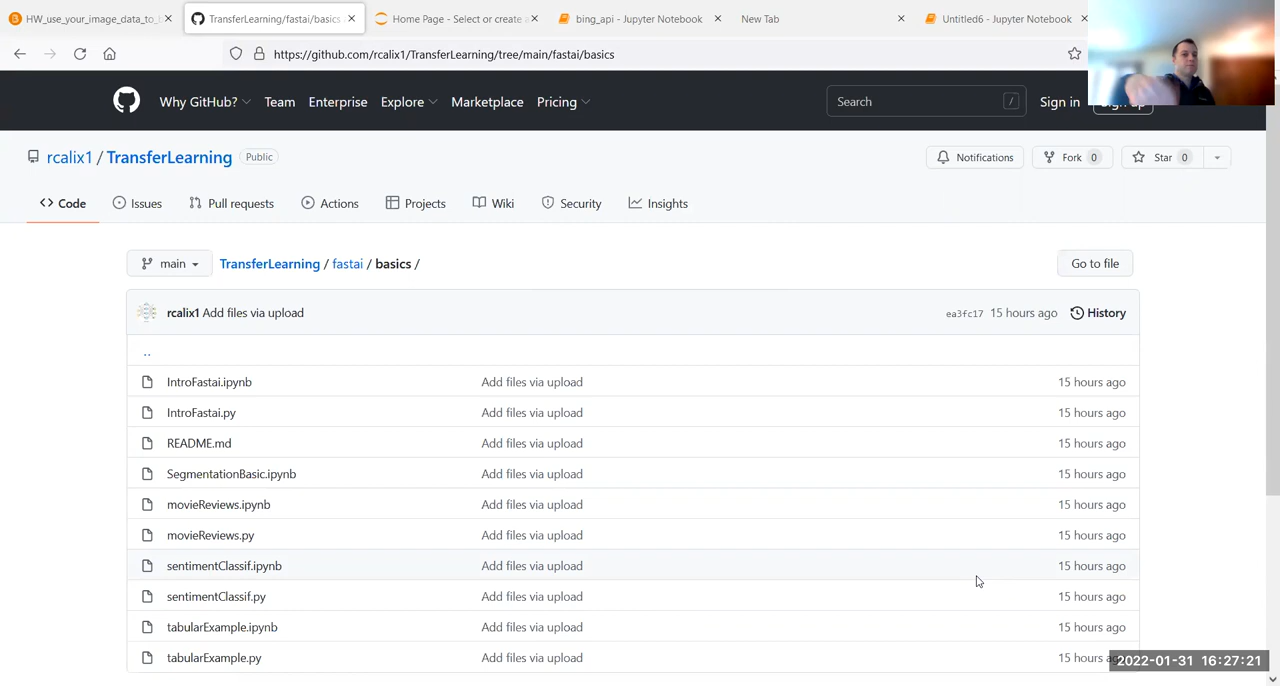 HW_use_your_image_data_to_
TransferLearning/fastai/basics
Home Page - Select or create a
bing_api - Jupyter Notebook
New Tab
Untitled6 - Jupyter Notebook
https://github.com/rcalix1/TransferLearning/tree/main/fastai/basics
Why GitHub?
Team
Enterprise
Explore
Marketplace
Pricing
Search
/
Sign in
Sign up
rcalix1 / TransferLearning
Public
Notifications
Fork 0
Star 0
Code
Issues
Pull requests
Actions
Projects
Wiki
Security
Insights
main
TransferLearning / fastai / basics /
Go to file
rcalix1 Add files via upload
ea3fc17 15 hours ago
History
..
IntroFastai.ipynb Add files via upload 15 hours ago
IntroFastai.py Add files via upload 15 hours ago
README.md Add files via upload 15 hours ago
SegmentationBasic.ipynb Add files via upload 15 hours ago
movieReviews.ipynb Add files via upload 15 hours ago
movieReviews.py Add files via upload 15 hours ago
sentimentClassif.ipynb Add files via upload 15 hours ago
sentimentClassif.py Add files via upload 15 hours ago
tabularExample.ipynb Add files via upload 15 hours ago
tabularExample.py Add files via upload 15 hours ago
2022-01-31 16:27:21